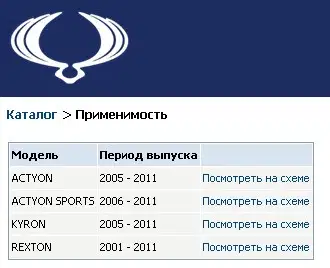 Каталог > Применимость
Модель Период выпуска
ACTYON 2005 - 2011 Посмотреть на схеме
ACTYON SPORTS 2006 - 2011 Посмотреть на схеме
KYRON 2005 - 2011 Посмотреть на схеме
REXTON 2001 - 2011 Посмотреть на схеме